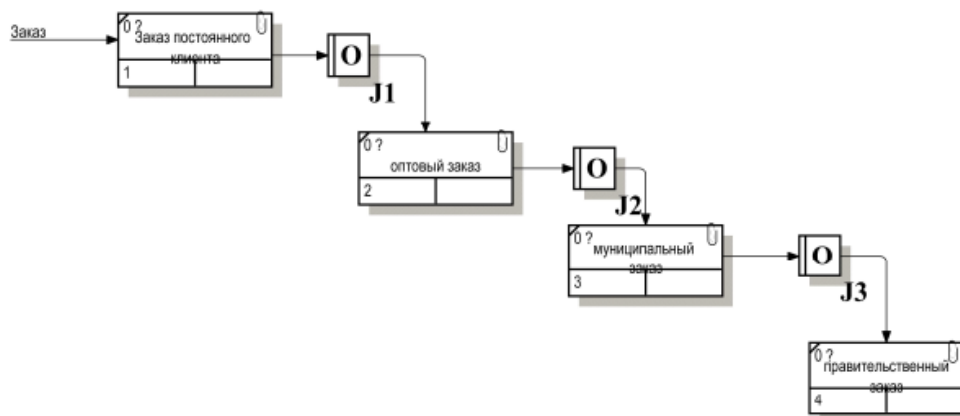 Заказ
0 ?
Заказ постоянного
клиента
1
O
J1
0 ?
оптовый заказ
2
O
J2
0 ?
муниципальный
заказ
3
O
J3
0 ?
правительственный
заказ
4